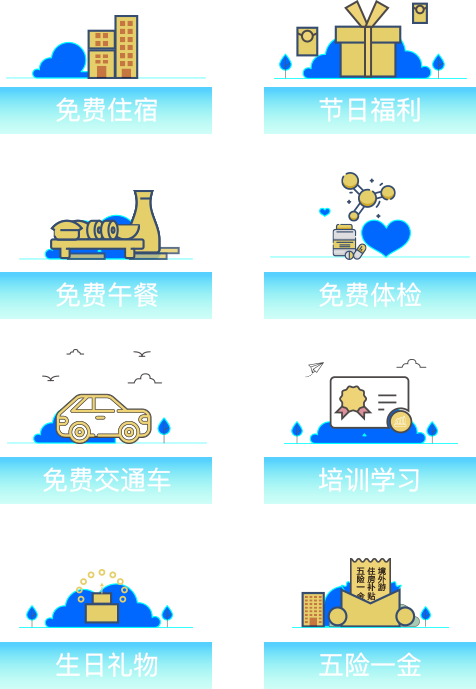 免费住宿
节日福利
免费午餐
免费体检
免费交通车
培训学习
五险一金
住房补贴
境外游
生日礼物
五险一金